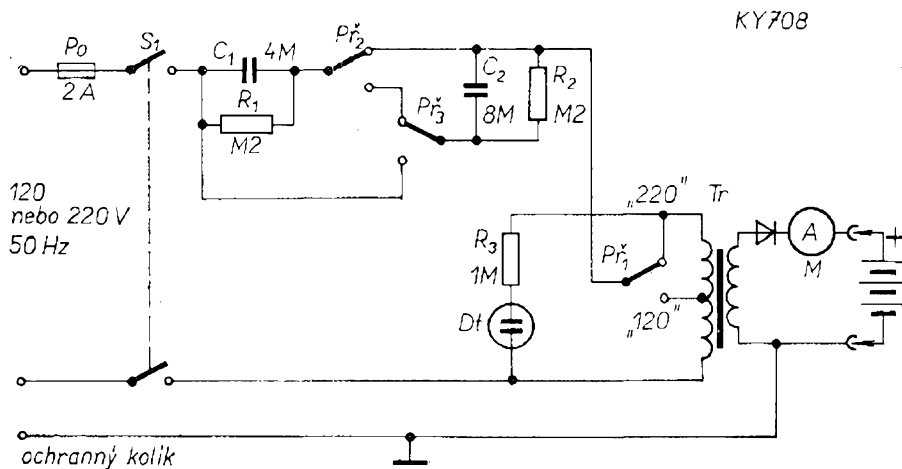 KY708
Po
2A
S1
C1
4M
R1
M2
Př2
Př3
C2
8M
R2
M2
120
nebo 220 V
50 Hz
„220"
Tr
R3
1M
Př1
Dt
„120"
A
M
+
ochranný kolík